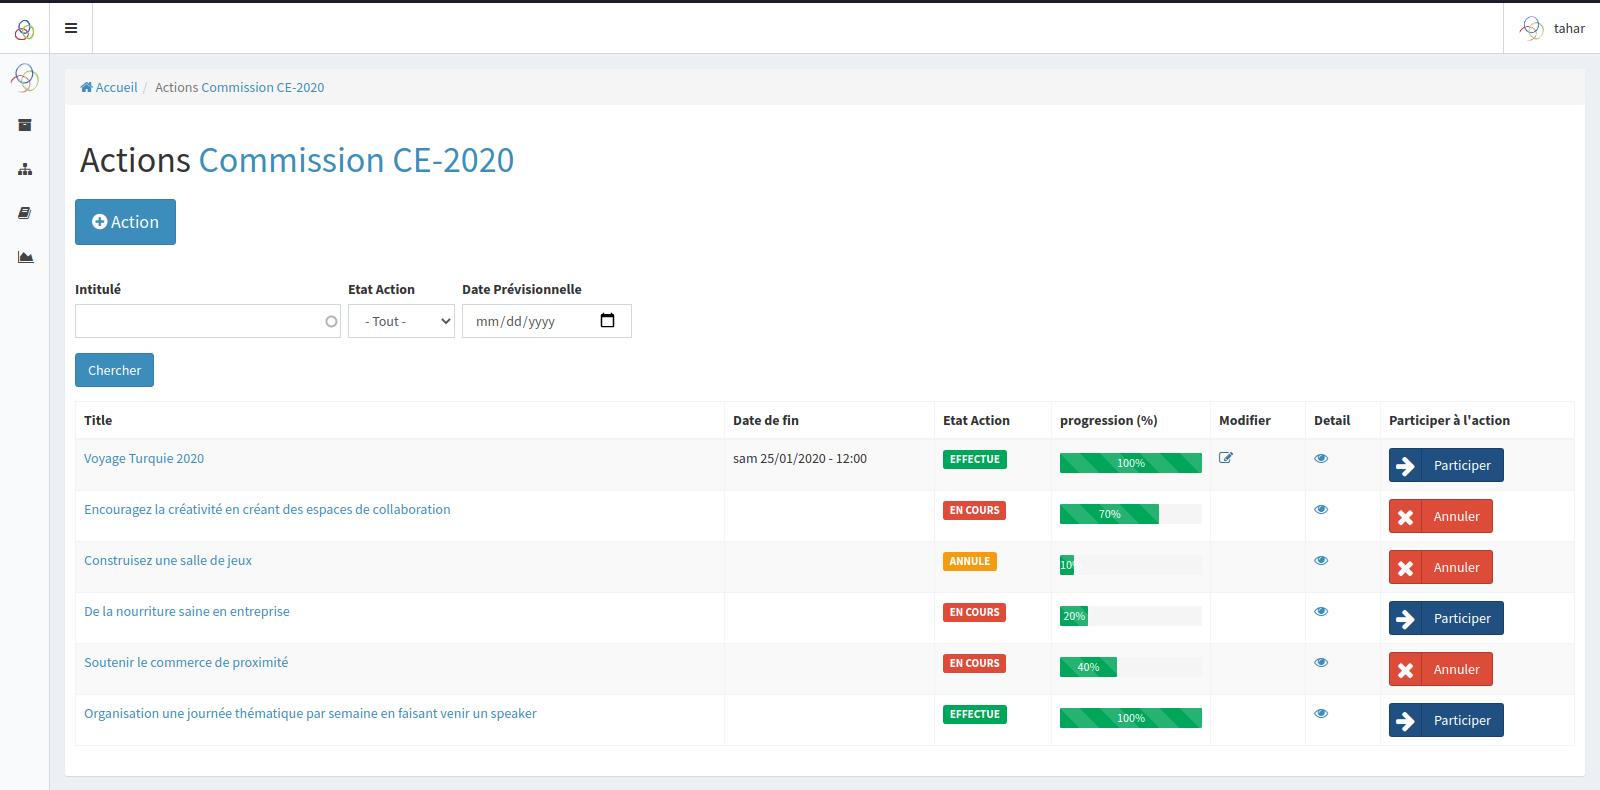 tahar
Accueil / Actions Commission CE-2020
Actions Commission CE-2020
Action
Intitulé Etat Action Date Prévisionnelle
- Tout - mm/dd/yyyy
Chercher
Title Date de fin Etat Action progression (%) Modifier Detail Participer à l'action
Voyage Turquie 2020 sam 25/01/2020 - 12:00 EFFECTUE 100% Participer
Encouragez la créativité en créant des espaces de collaboration EN COURS 70% Annuler
Construisez une salle de jeux ANNULE 10% Annuler
De la nourriture saine en entreprise EN COURS 20% Participer
Soutenir le commerce de proximité EN COURS 40% Annuler
Organisation une journée thématique par semaine en faisant venir un speaker EFFECTUE 100% Participer